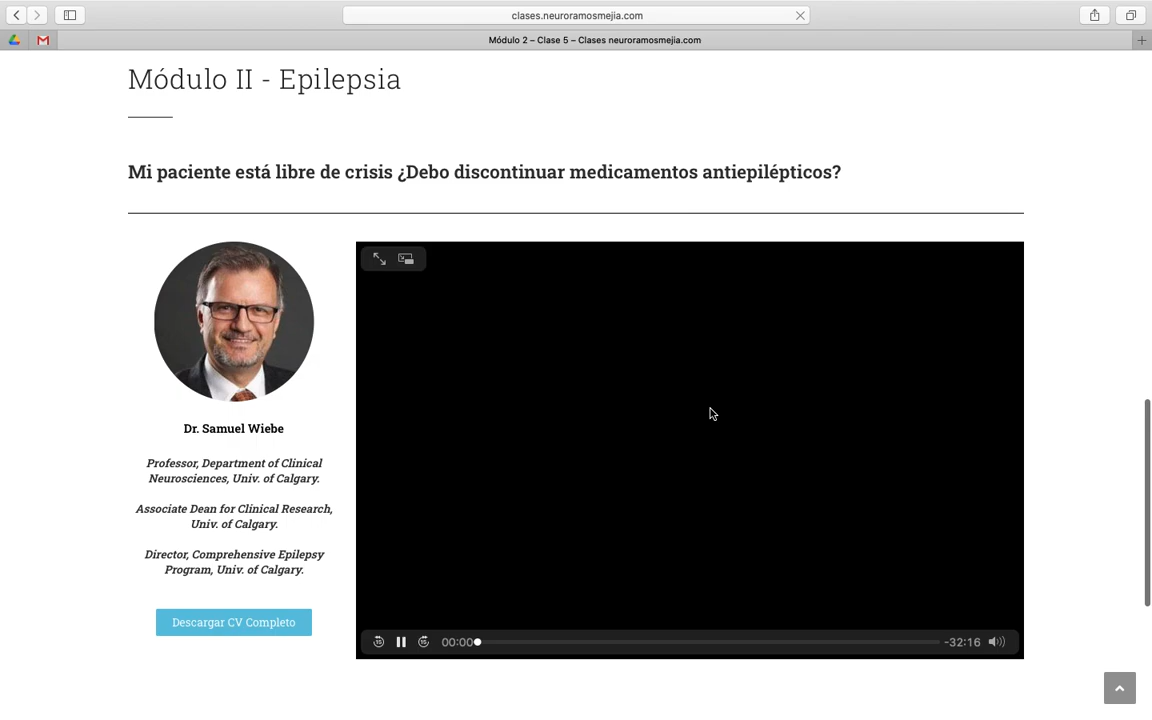 clases.neuroramosmejia.com
Módulo 2 – Clase 5 – Clases neuroramosmejia.com
Módulo II - Epilepsia
Mi paciente está libre de crisis ¿Debo discontinuar medicamentos antiepilépticos?
Dr. Samuel Wiebe
Professor, Department of Clinical
Neurosciences, Univ. of Calgary.
Associate Dean for Clinical Research,
Univ. of Calgary.
Director, Comprehensive Epilepsy
Program, Univ. of Calgary.
Descargar CV Completo
15 15 00:00 -32:16